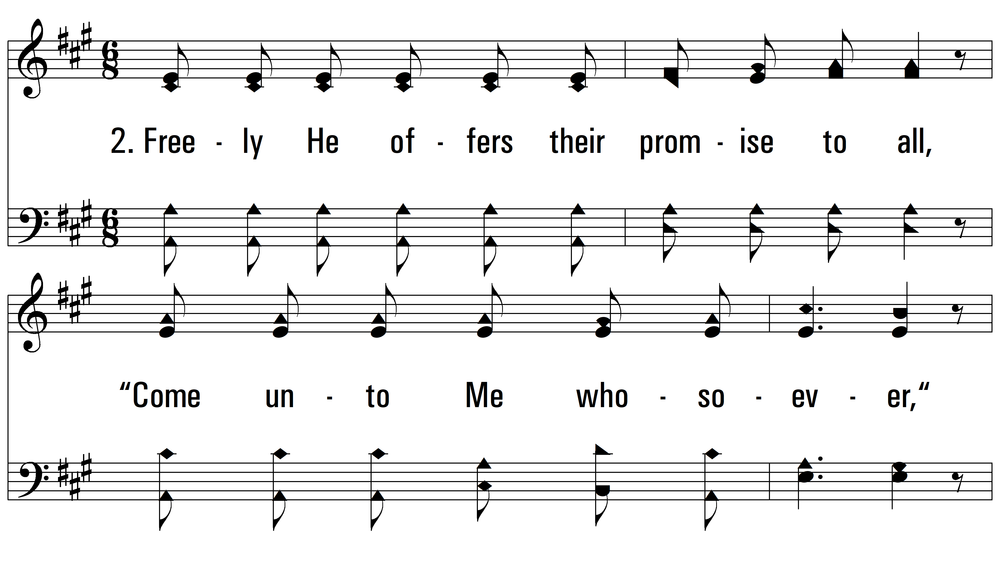 2. Free - ly He of - fers their prom - ise to all,
“Come un - to Me who - so - ev - er,“